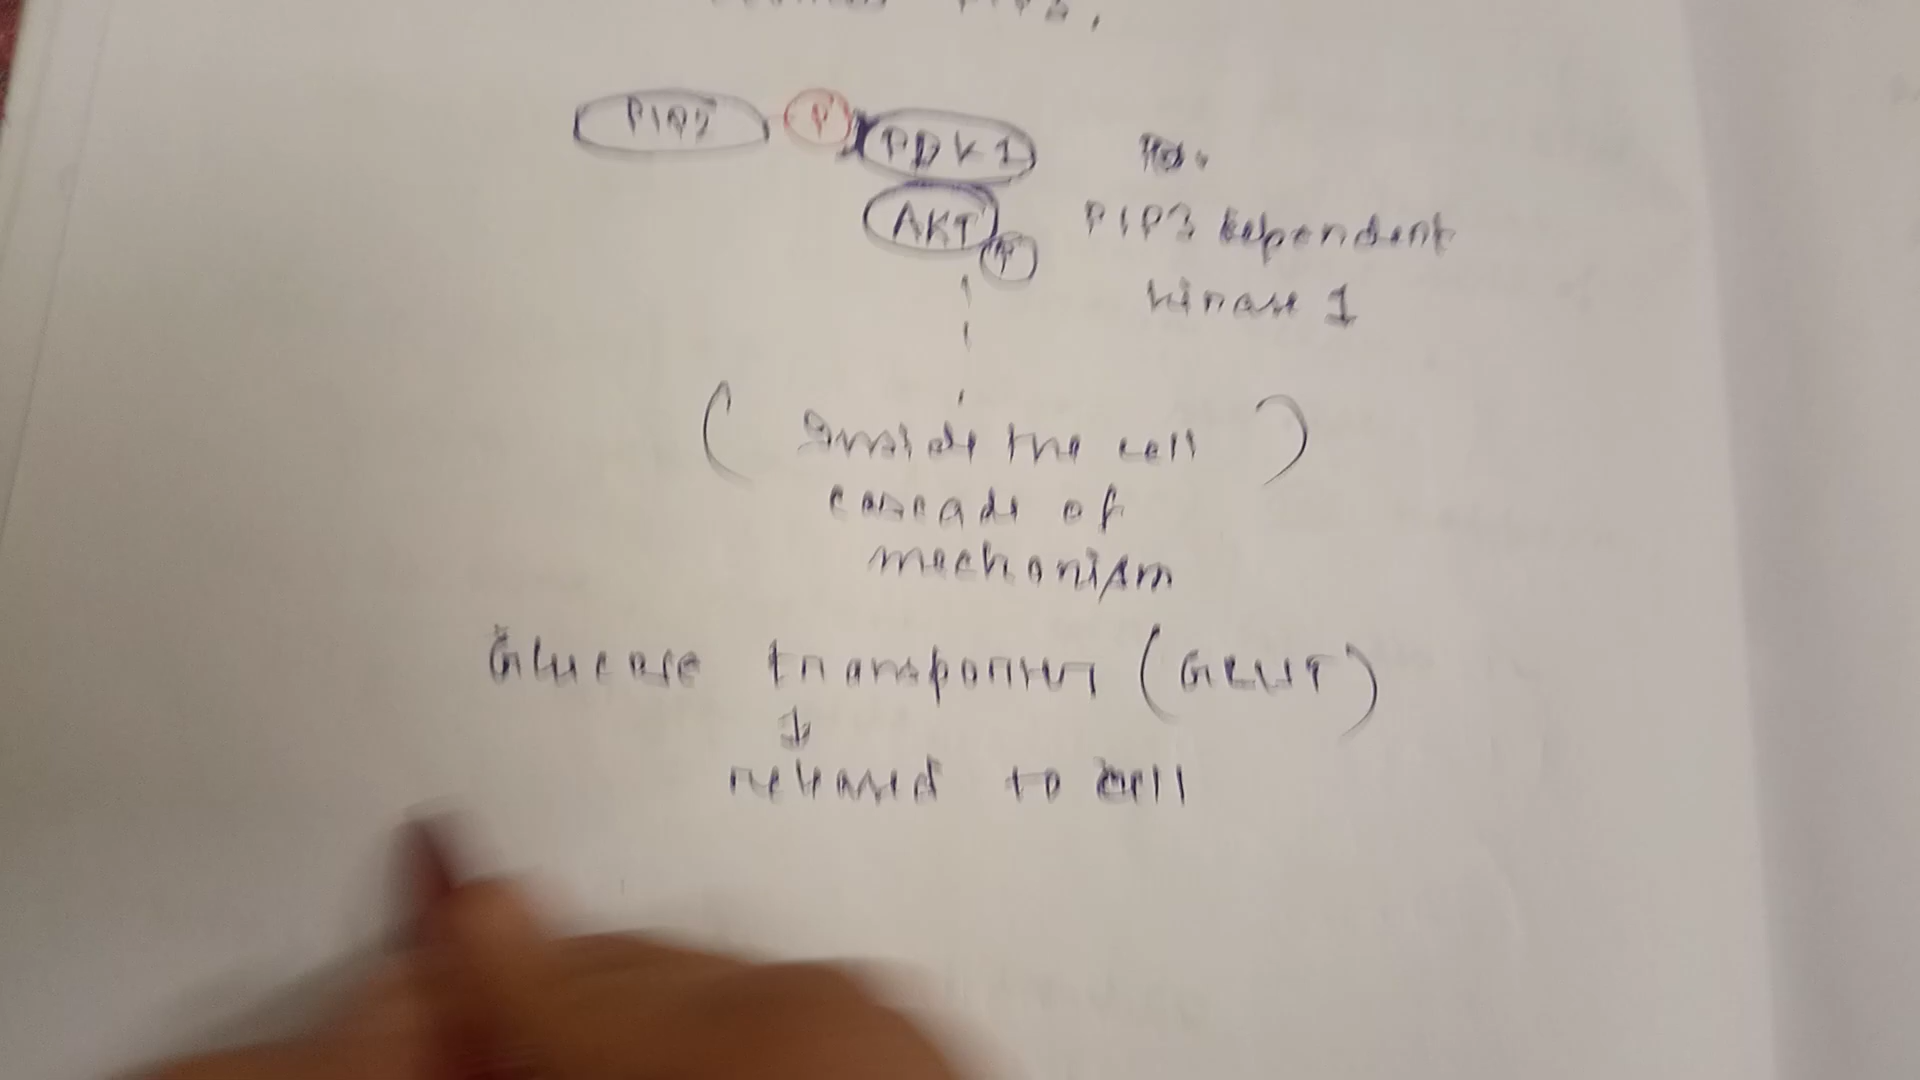 PIP2 P PDK1
AKT P
PIP3 dependent
kinase 1
( Inside the cell )
cascade of
mechanism
Glucose transporter (GLUT)
released to cell